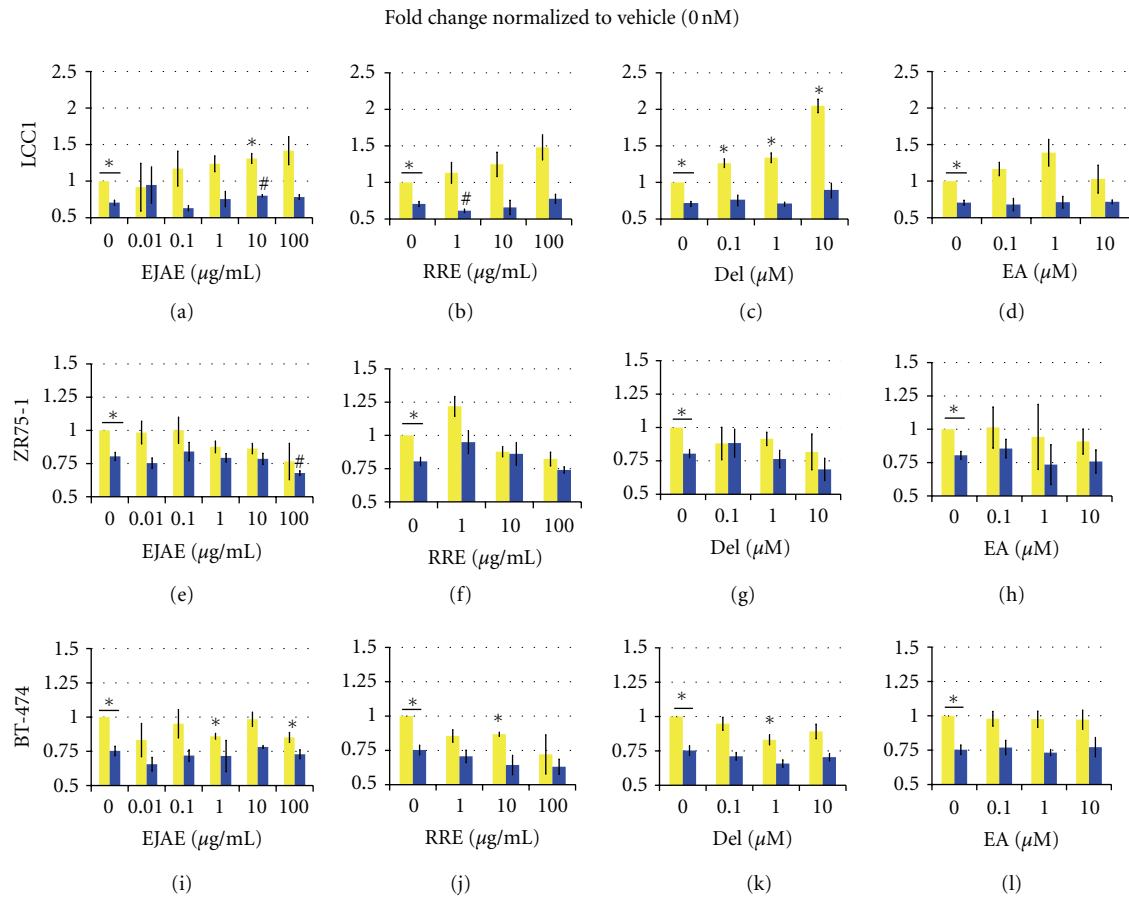 Fold change normalized to vehicle (0 nM)
LCC1
2.5
2
1.5
1
0.5
*
*
#
0 0.01 0.1 1 10 100
EJAE (μg/mL)
(a)
2.5
2
1.5
1
0.5
*
#
0 1 10 100
RRE (μg/mL)
(b)
2.5
2
1.5
1
0.5
*
*
*
*
0 0.1 1 10
Del (μM)
(c)
2.5
2
1.5
1
0.5
*
0 0.1 1 10
EA (μM)
(d)
ZR75-1
1.5
1.25
1
0.75
0.5
*
#
0 0.01 0.1 1 10 100
EJAE (μg/mL)
(e)
1.5
1.25
1
0.75
0.5
*
0 1 10 100
RRE (μg/mL)
(f)
1.5
1.25
1
0.75
0.5
*
0 0.1 1 10
Del (μM)
(g)
1.5
1.25
1
0.75
0.5
*
0 0.1 1 10
EA (μM)
(h)
BT-474
1.5
1.25
1
0.75
0.5
*
*
*
0 0.01 0.1 1 10 100
EJAE (μg/mL)
(i)
1.5
1.25
1
0.75
0.5
*
*
0 1 10 100
RRE (μg/mL)
(j)
1.5
1.25
1
0.75
0.5
*
*
0 0.1 1 10
Del (μM)
(k)
1.5
1.25
1
0.75
0.5
*
0 0.1 1 10
EA (μM)
(l)